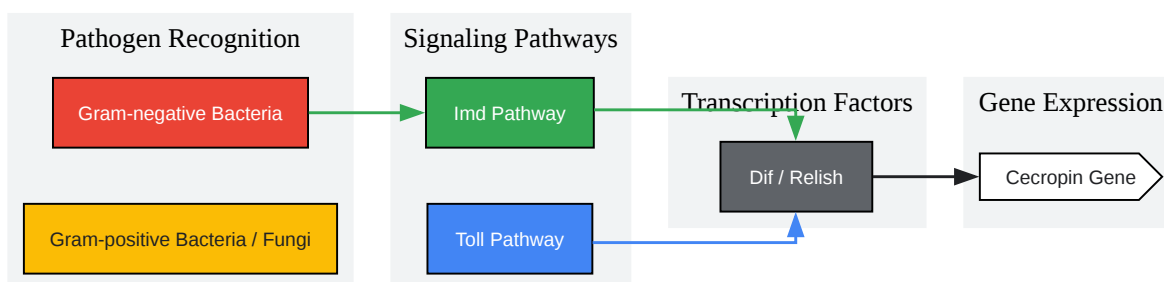 Pathogen Recognition
Signaling Pathways
Transcription Factors
Gene Expression
Gram-negative Bacteria
Imd Pathway
Dif / Relish
Cecropin Gene
Gram-positive Bacteria / Fungi
Toll Pathway